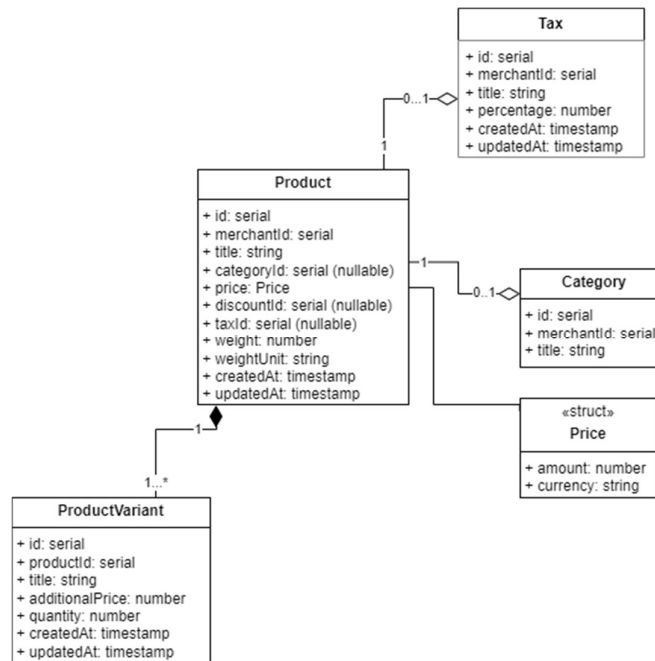 Tax
+ id: serial
+ merchantId: serial
+ title: string
+ percentage: number
+ createdAt: timestamp
+ updatedAt: timestamp
0...1
1
Product
+ id: serial
+ merchantId: serial
+ title: string
+ categoryId: serial (nullable)
+ price: Price
+ discountId: serial (nullable)
+ taxId: serial (nullable)
+ weight: number
+ weightUnit: string
+ createdAt: timestamp
+ updatedAt: timestamp
1
0..1
Category
+ id: serial
+ merchantId: serial
+ title: string
«struct»
Price
+ amount: number
+ currency: string
1
1...*
ProductVariant
+ id: serial
+ productId: serial
+ title: string
+ additionalPrice: number
+ quantity: number
+ createdAt: timestamp
+ updatedAt: timestamp